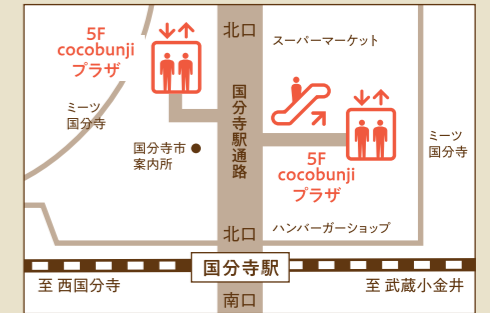 北口
スーパーマーケット
5F
cocobunji
プラザ
ミーツ
国分寺
国分寺駅通路
国分寺市
案内所
5F
cocobunji
プラザ
ミーツ
国分寺
北口
ハンバーガーショップ
国分寺駅
至 西国分寺
至 武蔵小金井
南口